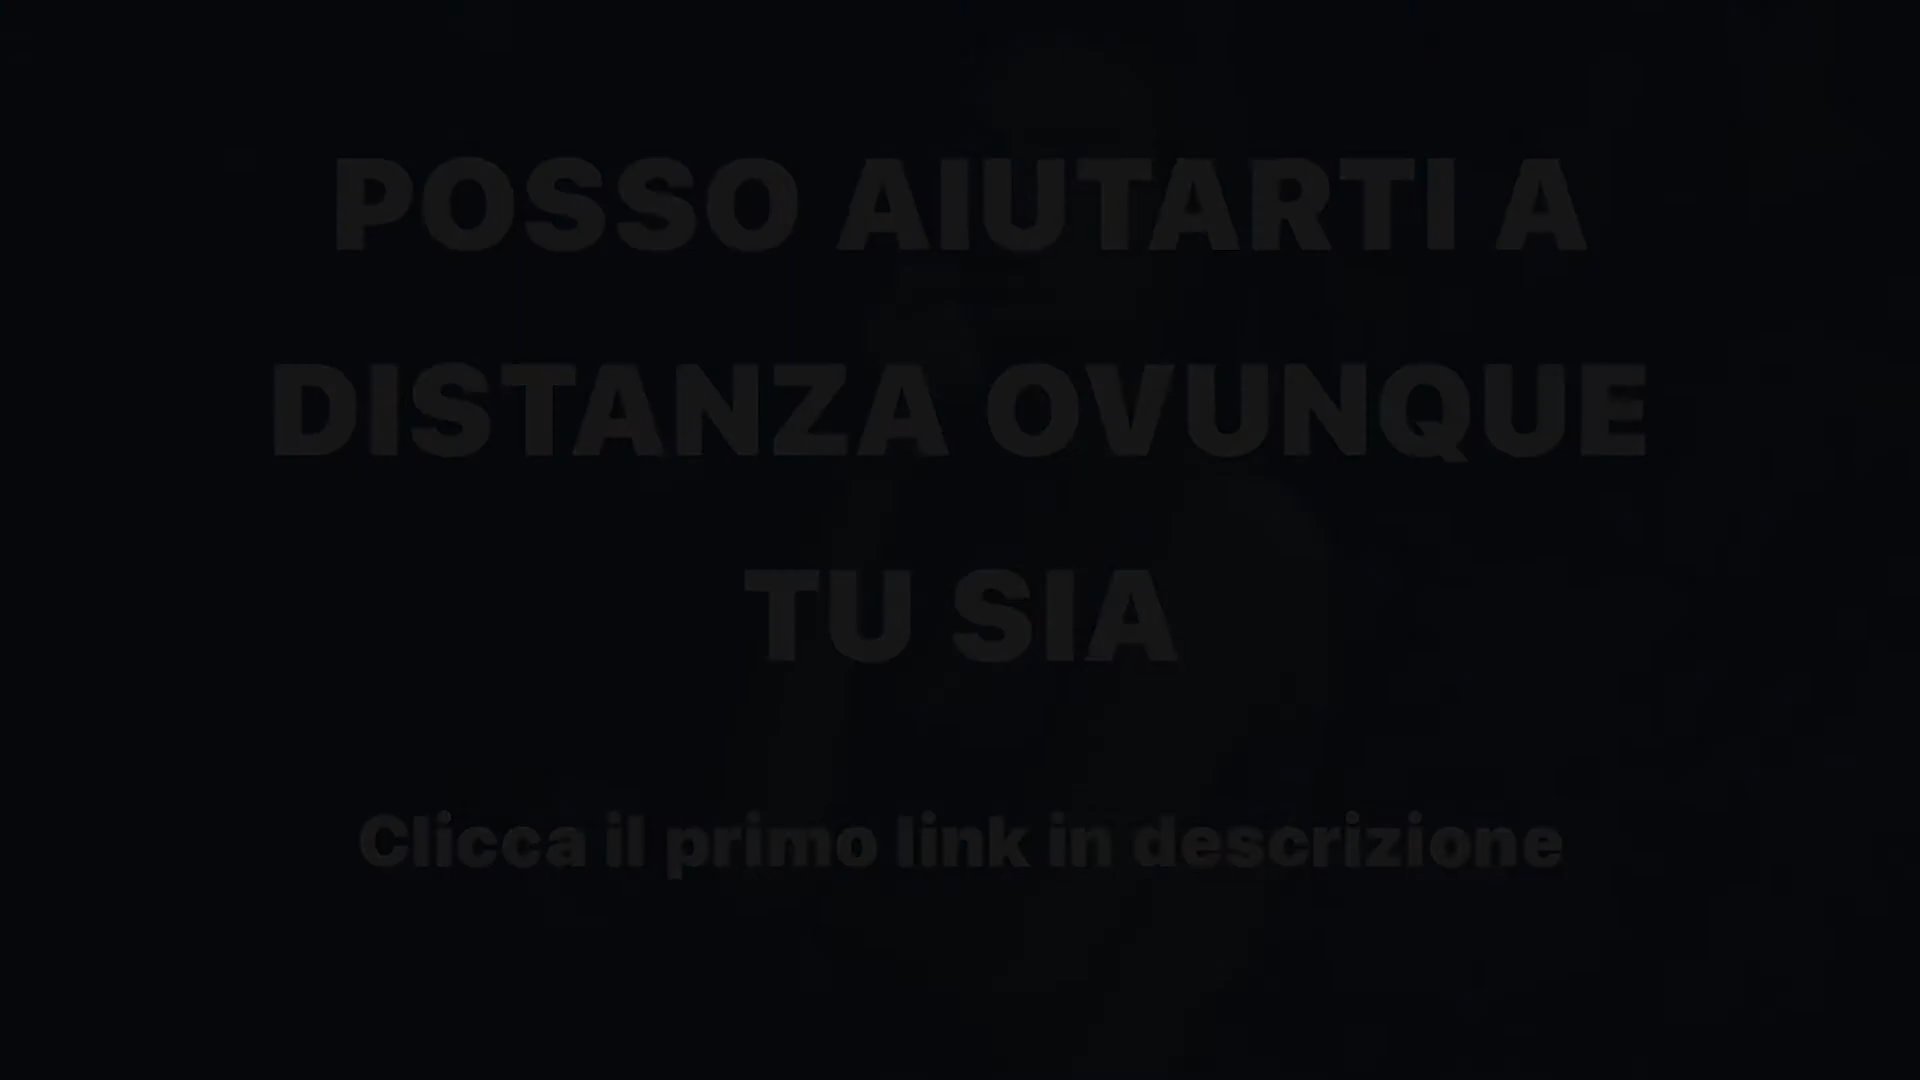 POSSO AIUTARTI A
DISTANZA OVUNQUE
TU SIA
Clicca il primo link in descrizione